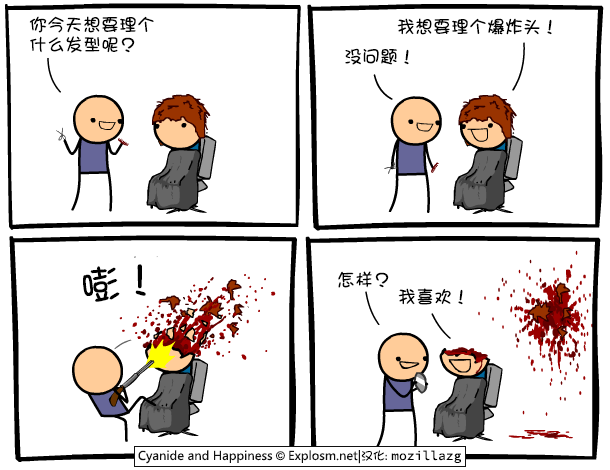 你今天想要理个
什么发型呢？
我想要理个爆炸头！
没问题！
嘭！
怎样？
我喜欢！
Cyanide and Happiness © Explosm.net|汉化: mozillazg